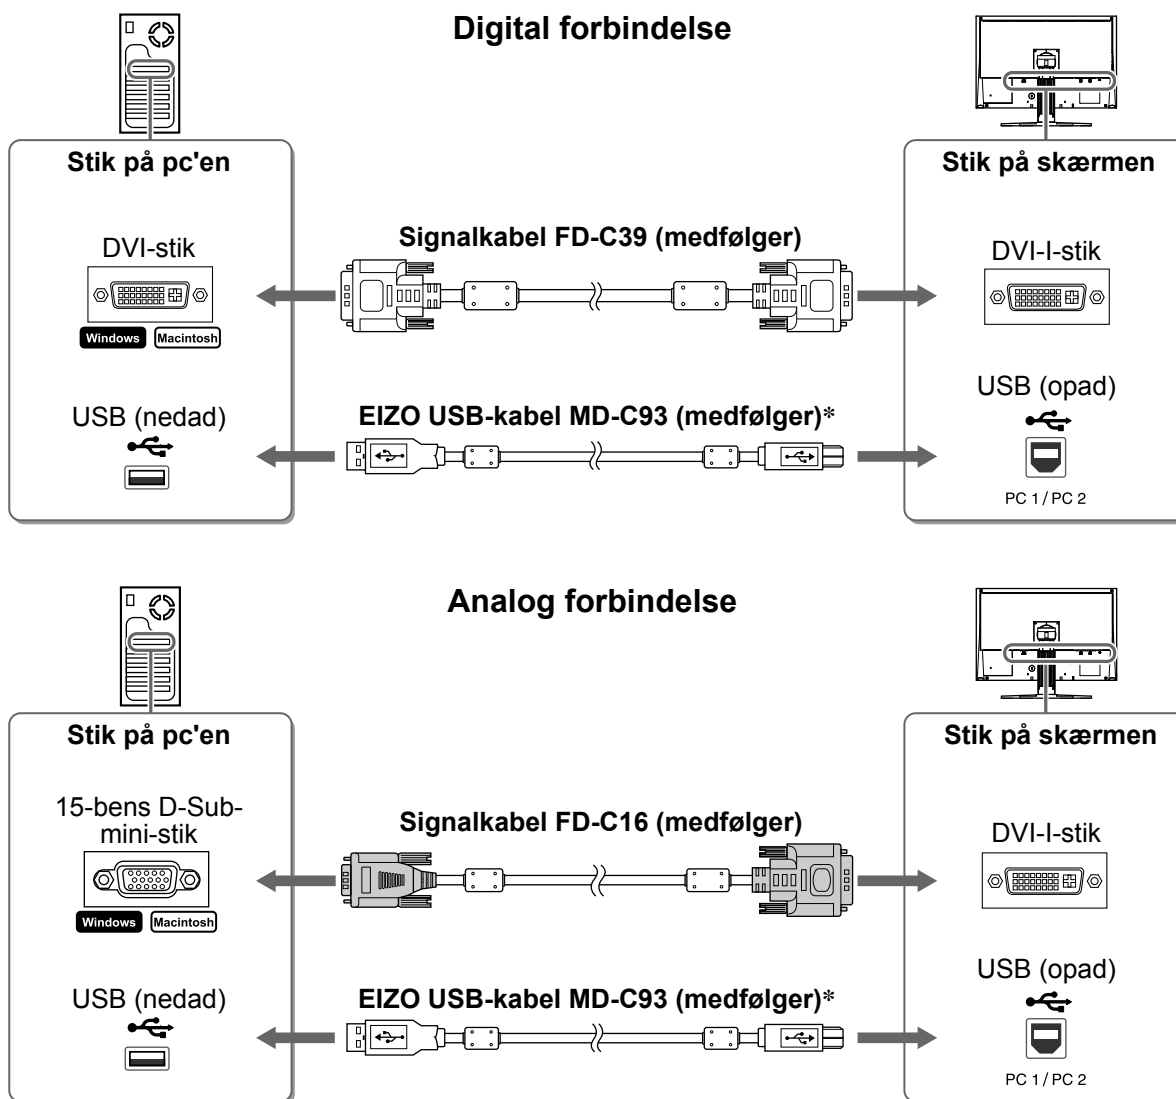 Digital forbindelse
Stik på pc'en
Stik på skærmen
Signalkabel FD-C39 (medfølger)
DVI-stik
DVI-I-stik
Windows Macintosh
USB (nedad)
EIZO USB-kabel MD-C93 (medfølger)*
USB (opad)
PC 1 / PC 2
Analog forbindelse
Stik på pc'en
Stik på skærmen
15-bens D-Sub-
mini-stik
Signalkabel FD-C16 (medfølger)
DVI-I-stik
Windows Macintosh
USB (nedad)
EIZO USB-kabel MD-C93 (medfølger)*
USB (opad)
PC 1 / PC 2